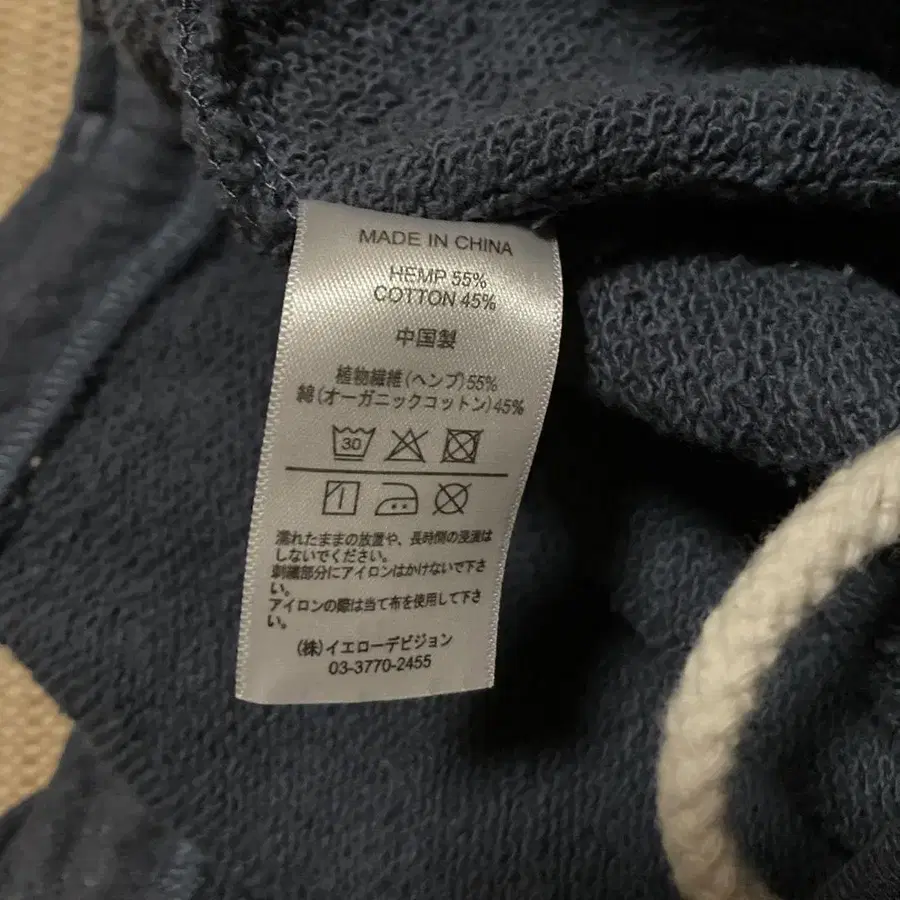 MADE IN CHINA
HEMP 55%
COTTON 45%
中国製
植物繊維(ヘンプ)55%
綿(オーガニックコットン)45%
30
濡れたままの放置や、長時間の浸漬は
しないでください。
刺繍部分にアイロンはかけないで下さ
い。
アイロンの際は当て布を使用して下さ
い。
(株)イエローデビジョン
03-3770-2455